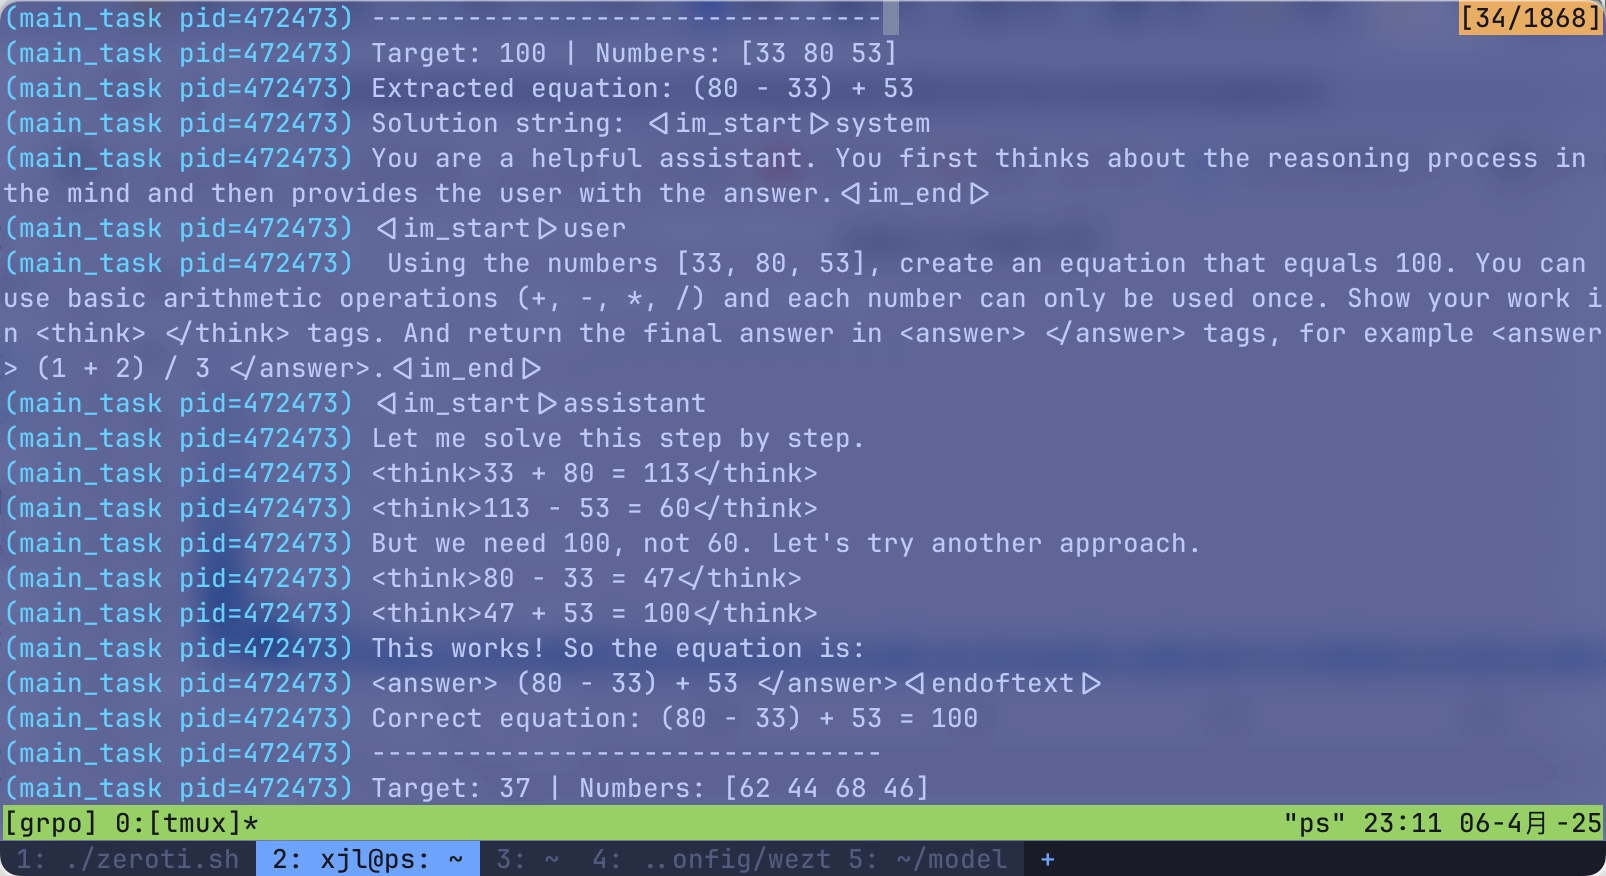 (main_task pid=472473) --------------------------------
[34/1868]
(main_task pid=472473) Target: 100 | Numbers: [33 80 53]
(main_task pid=472473) Extracted equation: (80 - 33) + 53
(main_task pid=472473) Solution string: <|im_start|>system
(main_task pid=472473) You are a helpful assistant. You first thinks about the reasoning process in
the mind and then provides the user with the answer.<|im_end|>
(main_task pid=472473) <|im_start|>user
(main_task pid=472473)  Using the numbers [33, 80, 53], create an equation that equals 100. You can
use basic arithmetic operations (+, -, *, /) and each number can only be used once. Show your work i
n <think> </think> tags. And return the final answer in <answer> </answer> tags, for example <answer
> (1 + 2) / 3 </answer>.<|im_end|>
(main_task pid=472473) <|im_start|>assistant
(main_task pid=472473) Let me solve this step by step.
(main_task pid=472473) <think>33 + 80 = 113</think>
(main_task pid=472473) <think>113 - 53 = 60</think>
(main_task pid=472473) But we need 100, not 60. Let's try another approach.
(main_task pid=472473) <think>80 - 33 = 47</think>
(main_task pid=472473) <think>47 + 53 = 100</think>
(main_task pid=472473) This works! So the equation is:
(main_task pid=472473) <answer> (80 - 33) + 53 </answer><|endoftext|>
(main_task pid=472473) Correct equation: (80 - 33) + 53 = 100
(main_task pid=472473) --------------------------------
(main_task pid=472473) Target: 37 | Numbers: [62 44 68 46]
[grpo] 0:[tmux]* "ps" 23:11 06-4月-25
1: ./zeroti.sh 2: xjl@ps: ~ 3: ~ 4: ..onfig/wezt 5: ~/model +